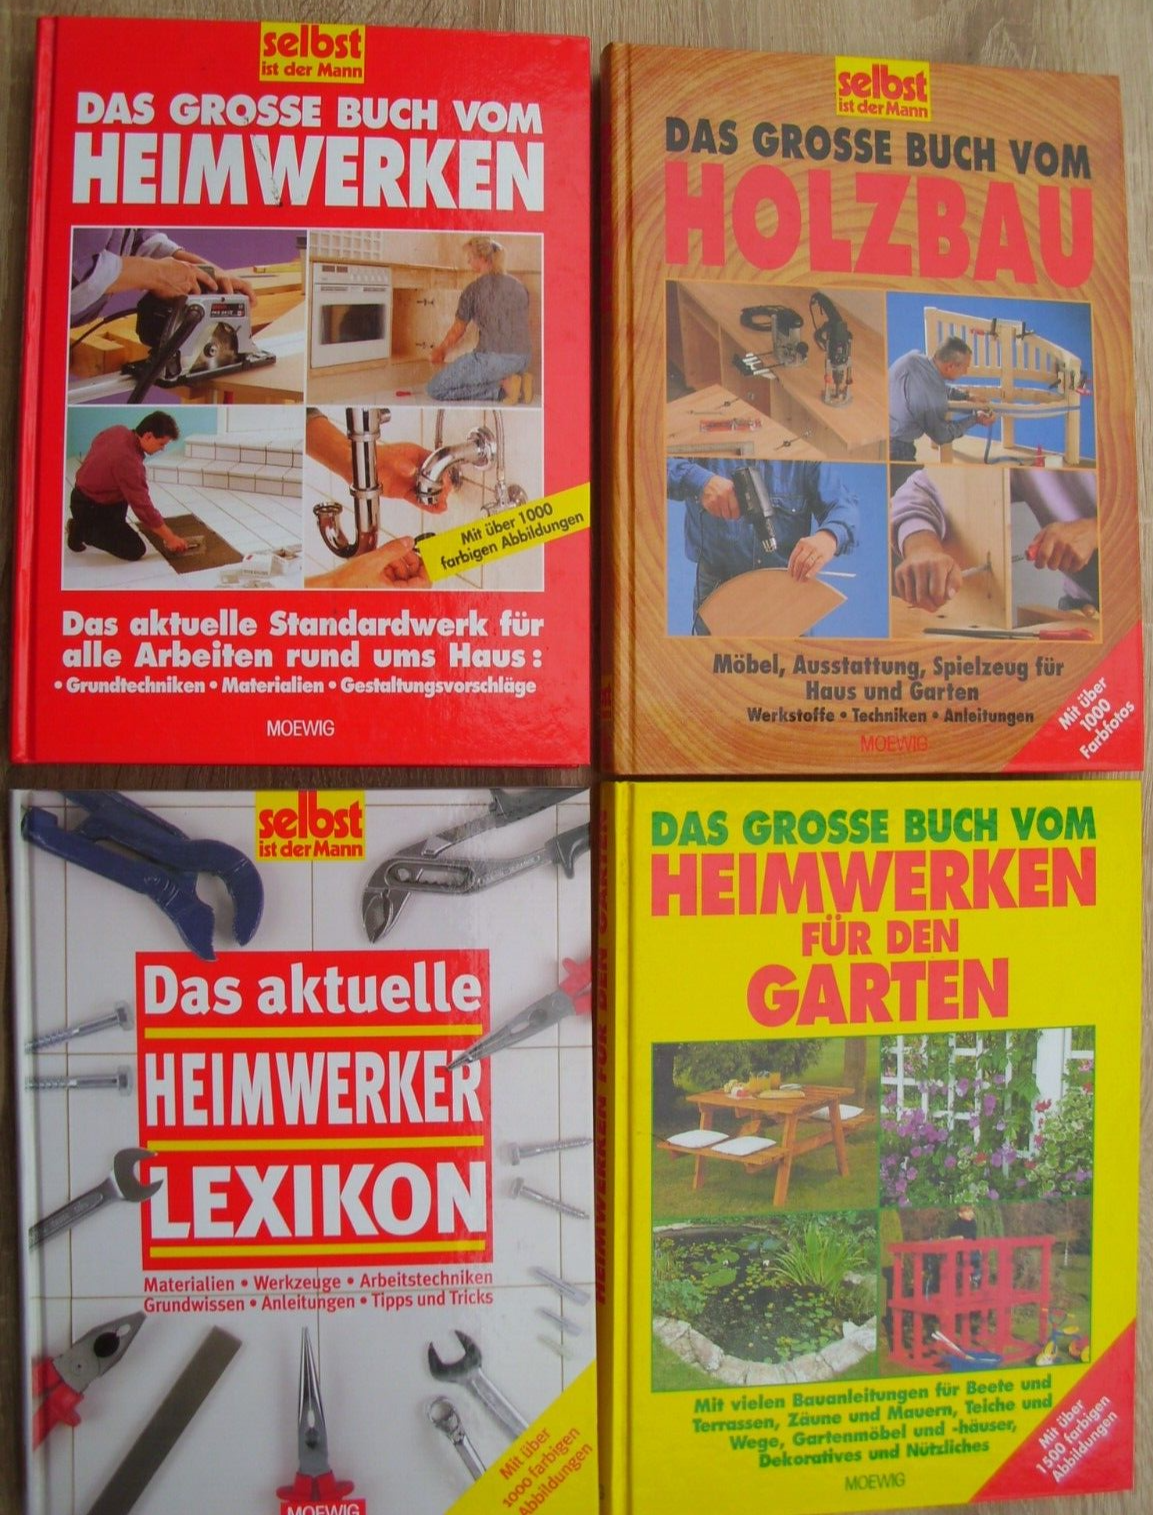 selbst
ist der Mann
DAS GROSSE BUCH VOM
HEIMWERKEN
Mit über 1000
farbigen Abbildungen
Das aktuelle Standardwerk für
alle Arbeiten rund ums Haus:
• Grundtechniken • Materialien • Gestaltungsvorschläge
MOEWIG
selbst
ist der Mann
DAS GROSSE BUCH VOM
HOLZBAU
Möbel, Ausstattung, Spielzeug für
Haus und Garten
Werkstoffe • Techniken • Anleitungen
MOEWIG
Mit über
1000
Farbfotos
selbst
ist der Mann
Das aktuelle
HEIMWERKER
LEXIKON
Materialien • Werkzeuge • Arbeitstechniken
Grundwissen • Anleitungen • Tipps und Tricks
Mit über
1000 farbigen
Abbildungen
MOEWIG
HEIMWERKEN FÜR DEN GARTEN
DAS GROSSE BUCH VOM
HEIMWERKEN
FÜR DEN
GARTEN
Mit vielen Bauanleitungen für Beete und
Terrassen, Zäune und Mauern, Teiche und
Wege, Gartenmöbel und -häuser,
Dekoratives und Nützliches
MOEWIG
Mit über
1500 farbigen
Abbildungen